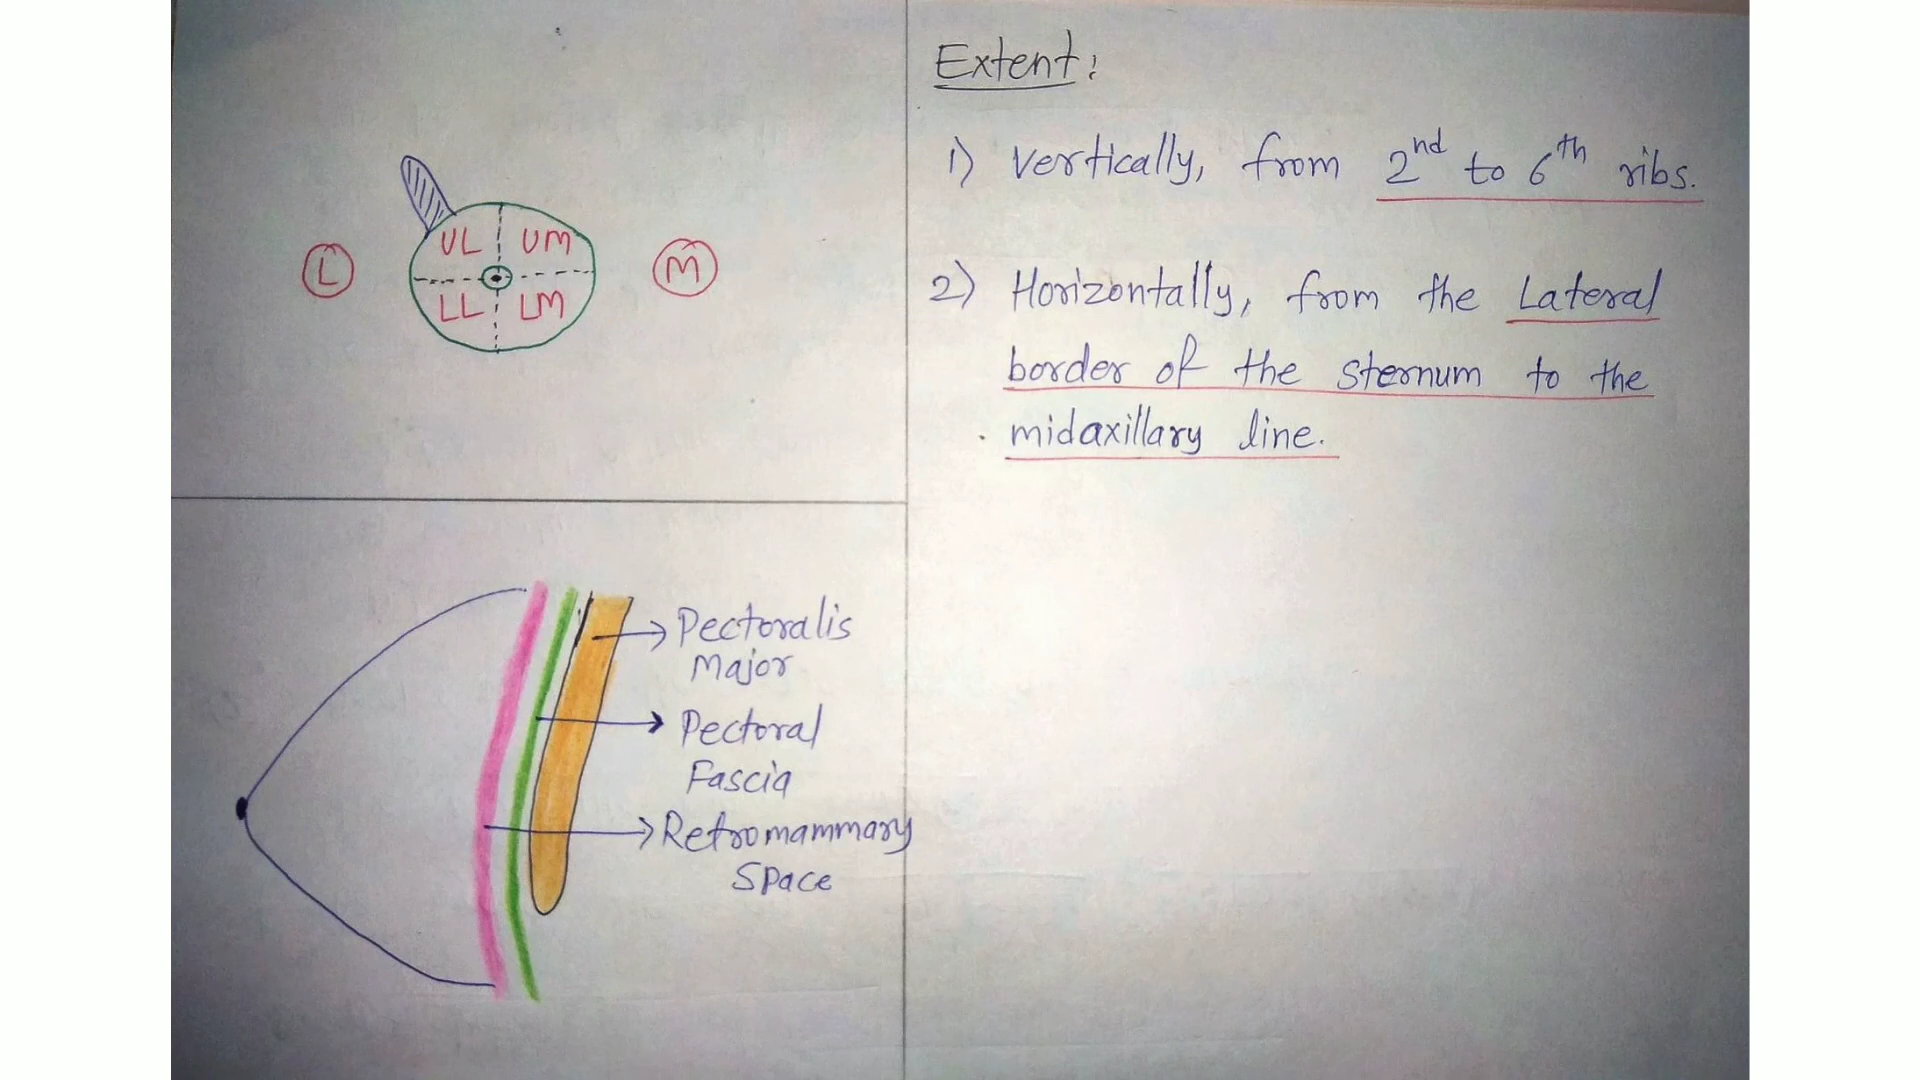 L
UL
UM
LL
LM
M
Pectoralis
Major
Pectoral
Fascia
Retromammary
Space
Extent:
1) Vertically, from 2nd to 6th ribs.
2) Horizontally, from the Lateral
border of the sternum to the
midaxillary line.